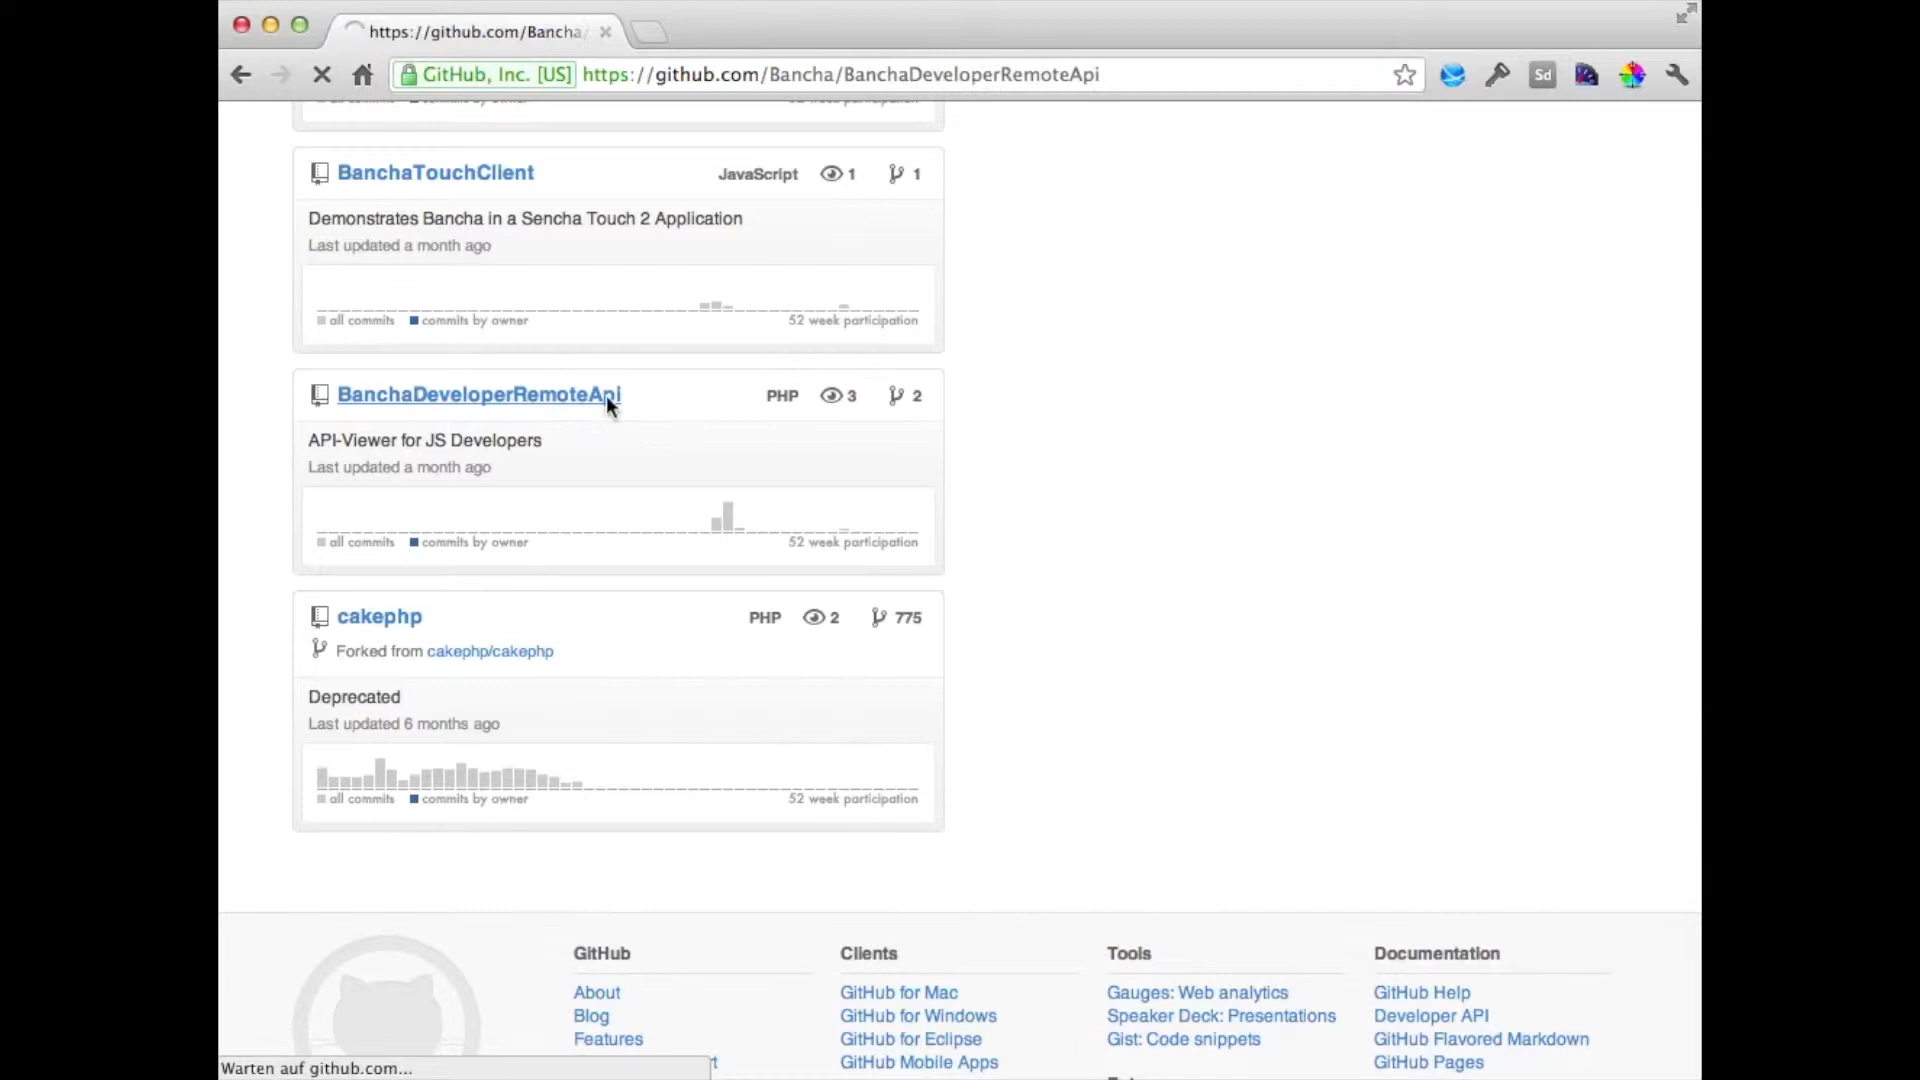 https://github.com/Bancha/
GitHub, Inc. [US] https://github.com/Bancha/BanchaDeveloperRemoteApi
Sd
BanchaTouchClient JavaScript 1 1
Demonstrates Bancha in a Sencha Touch 2 Application
Last updated a month ago
all commits commits by owner 52 week participation
BanchaDeveloperRemoteApi PHP 3 2
API-Viewer for JS Developers
Last updated a month ago
all commits commits by owner 52 week participation
cakephp PHP 2 775
Forked from cakephp/cakephp
Deprecated
Last updated 6 months ago
all commits commits by owner 52 week participation
GitHub Clients Tools Documentation
About GitHub for Mac Gauges: Web analytics GitHub Help
Blog GitHub for Windows Speaker Deck: Presentations Developer API
Features GitHub for Eclipse Gist: Code snippets GitHub Flavored Markdown
GitHub Mobile Apps GitHub Pages
Warten auf github.com...